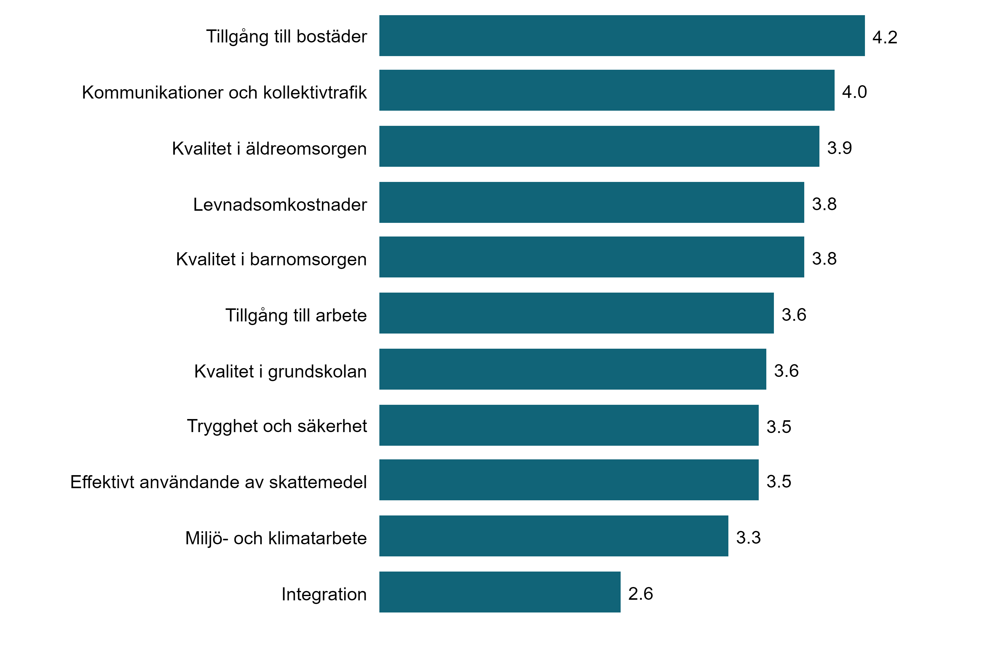 Tillgång till bostäder 4.2
Kommunikationer och kollektivtrafik 4.0
Kvalitet i äldreomsorgen 3.9
Levnadsomkostnader 3.8
Kvalitet i barnomsorgen 3.8
Tillgång till arbete 3.6
Kvalitet i grundskolan 3.6
Trygghet och säkerhet 3.5
Effektivt användande av skattemedel 3.5
Miljö- och klimatarbete 3.3
Integration 2.6